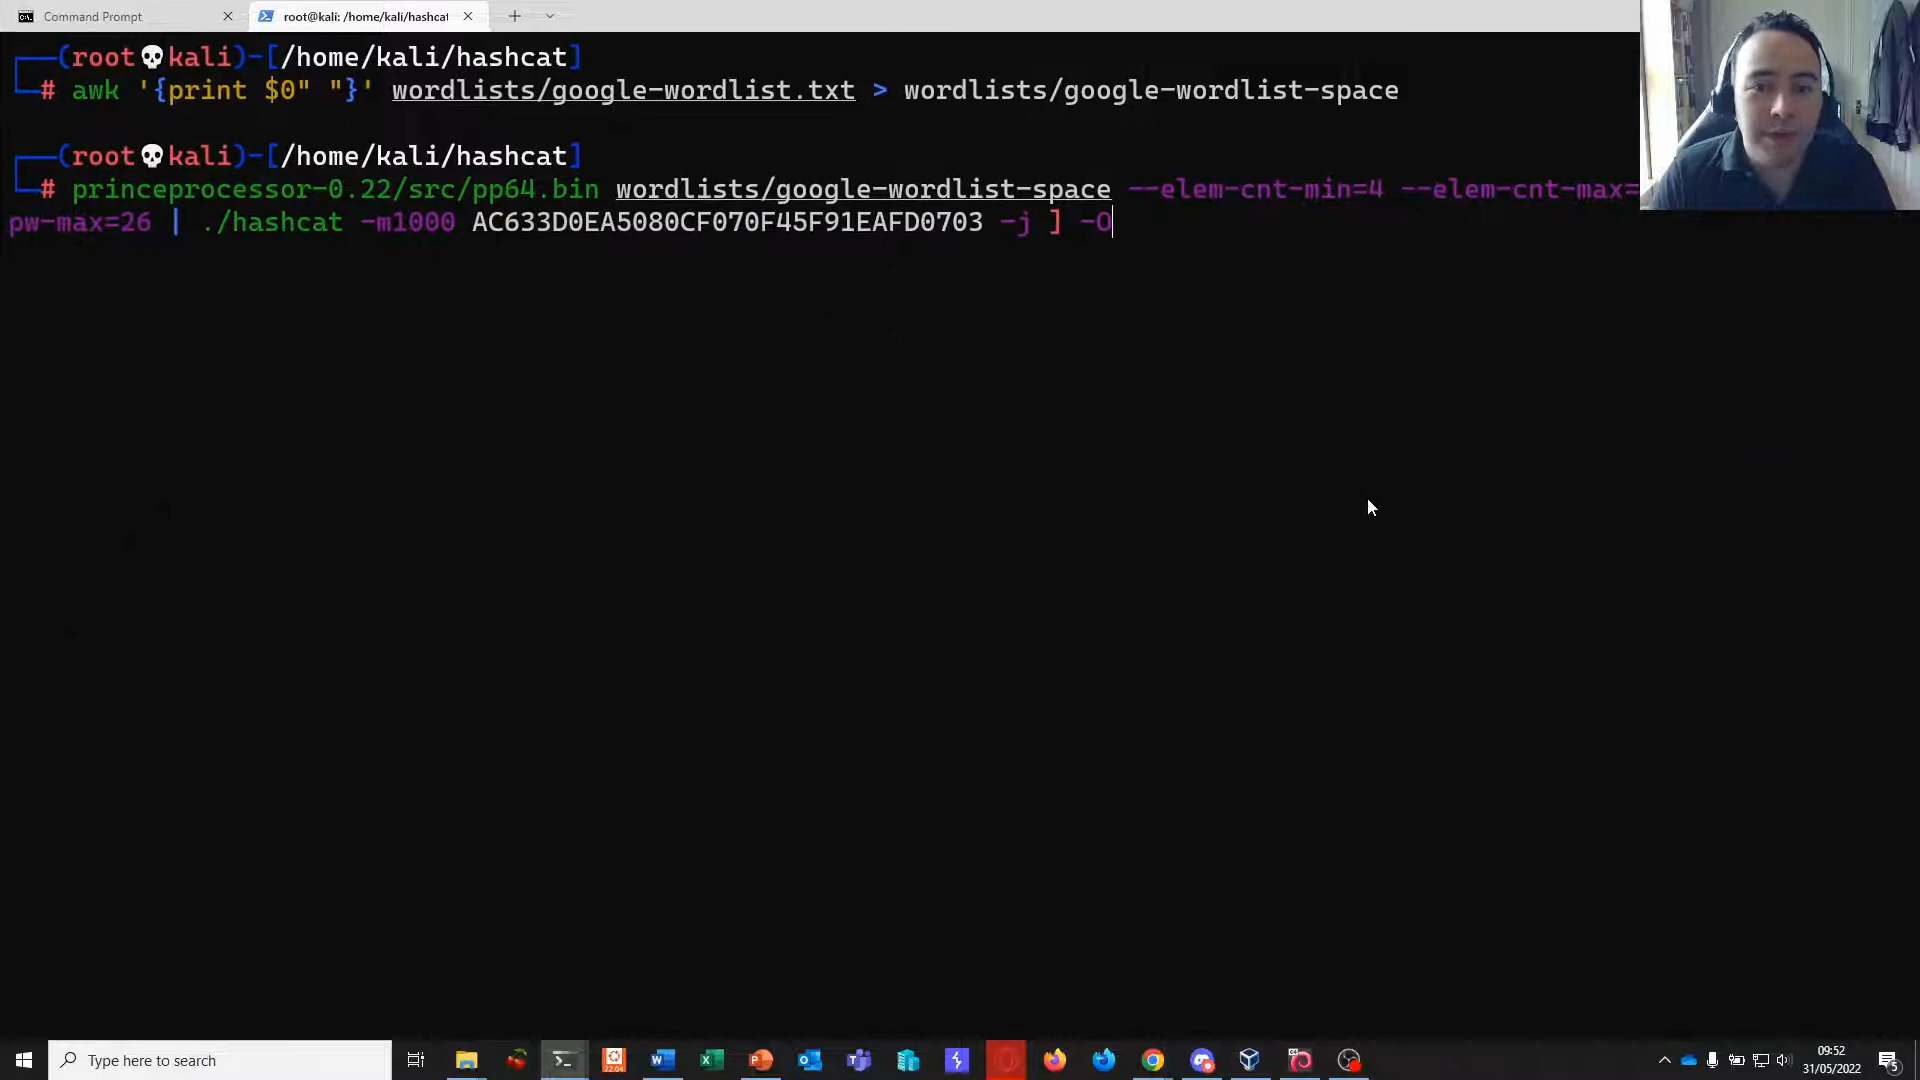 Command Prompt
root@kali: /home/kali/hashcat
(root💀kali)-[/home/kali/hashcat]
# awk '{print $0" "}' wordlists/google-wordlist.txt > wordlists/google-wordlist-space
(root💀kali)-[/home/kali/hashcat]
# princeprocessor-0.22/src/pp64.bin wordlists/google-wordlist-space --elem-cnt-min=4 --elem-cnt-max=
pw-max=26 | ./hashcat -m1000 AC633D0EA5080CF070F45F91EAFD0703 -j ] -O
Type here to search
22.04
09:52
31/05/2022
5